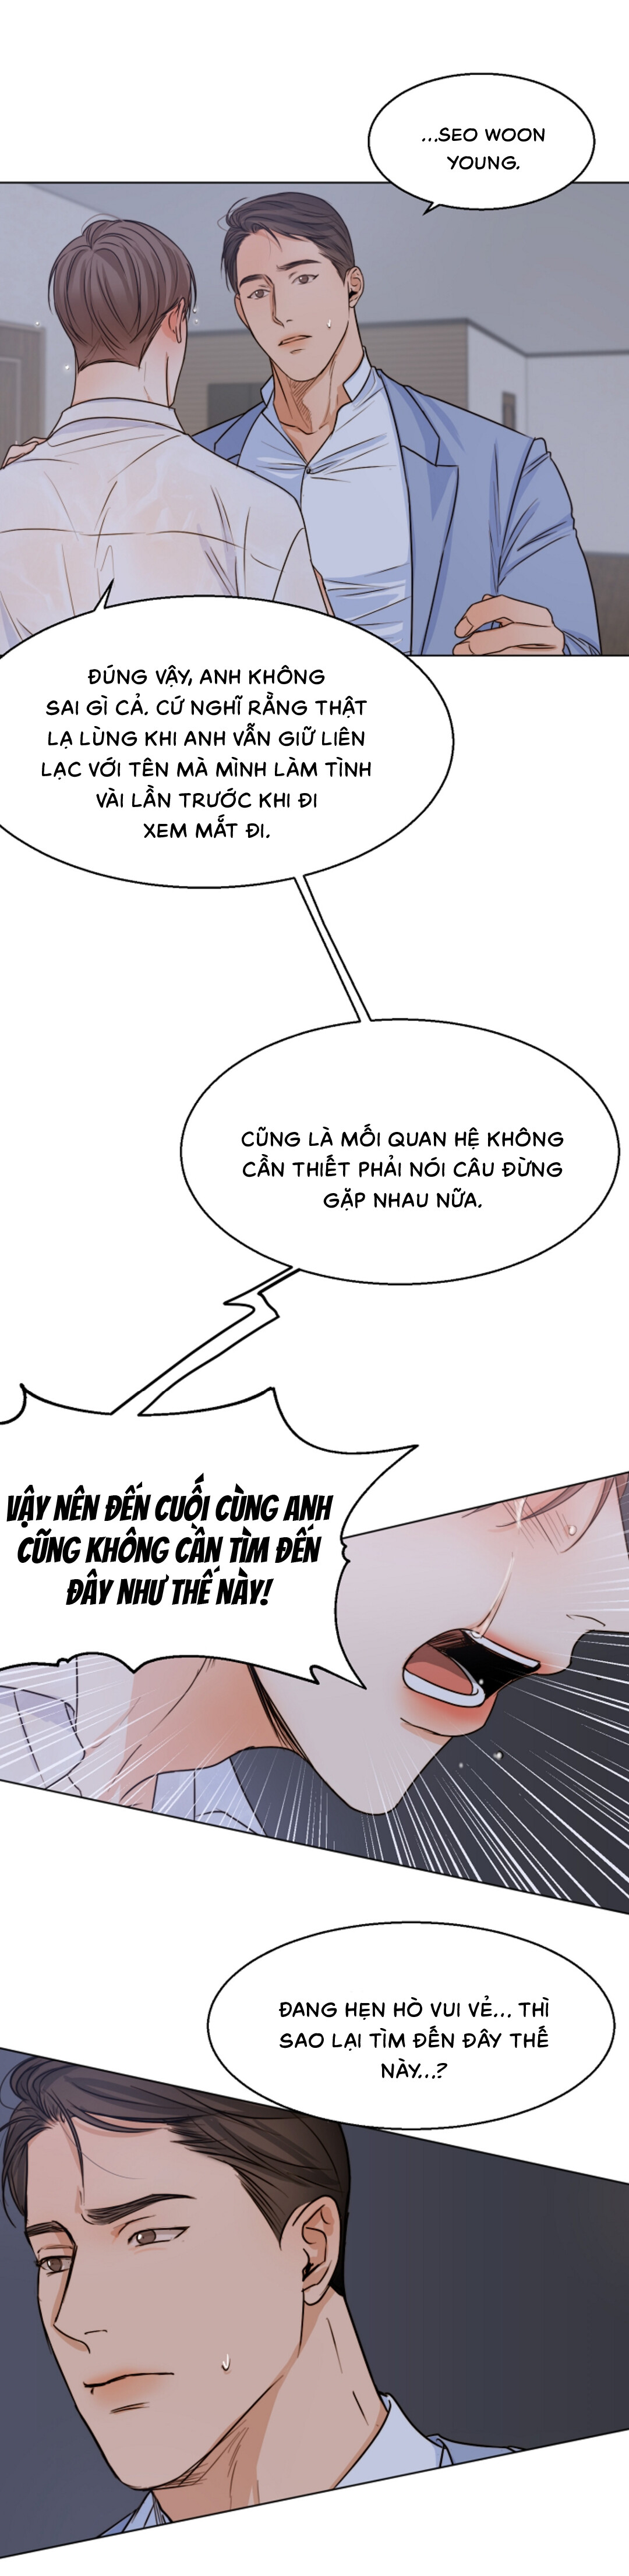 ...SEO WOON
YOUNG.
ĐÚNG VẬY, ANH KHÔNG
SAI GÌ CẢ. CỨ NGHĨ RẰNG THẬT
LẠ LÙNG KHI ANH VẪN GIỮ LIÊN
LẠC VỚI TÊN MÀ MÌNH LÀM TÌNH
VÀI LẦN TRƯỚC KHI ĐI
XEM MẮT ĐI.
CŨNG LÀ MỐI QUAN HỆ KHÔNG
CẦN THIẾT PHẢI NÓI CÂU ĐỪNG
GẶP NHAU NỮA.
VẬY NÊN ĐẾN CUỐI CÙNG ANH
CŨNG KHÔNG CẦN TÌM ĐẾN
ĐÂY NHƯ THẾ NÀY!
ĐANG HẸN HÒ VUI VẺ... THÌ
SAO LẠI TÌM ĐẾN ĐÂY THẾ
NÀY...?